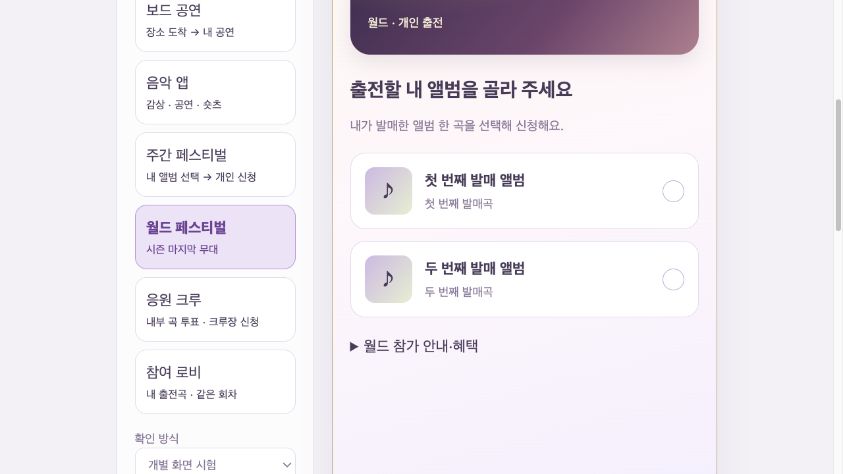 보드 공연
장소 도착 → 내 공연
음악 앱
감상 · 공연 · 숏츠
주간 페스티벌
내 앨범 선택 → 개인 신청
월드 페스티벌
시즌 마지막 무대
응원 크루
내부 곡 투표 · 크루장 신청
참여 로비
내 출전곡 · 같은 회차
확인 방식
개별 화면 시험
월드 · 개인 출전
출전할 내 앨범을 골라 주세요
내가 발매한 앨범 한 곡을 선택해 신청해요.
♪
첫 번째 발매 앨범
첫 번째 발매곡
♪
두 번째 발매 앨범
두 번째 발매곡
▶ 월드 참가 안내·혜택